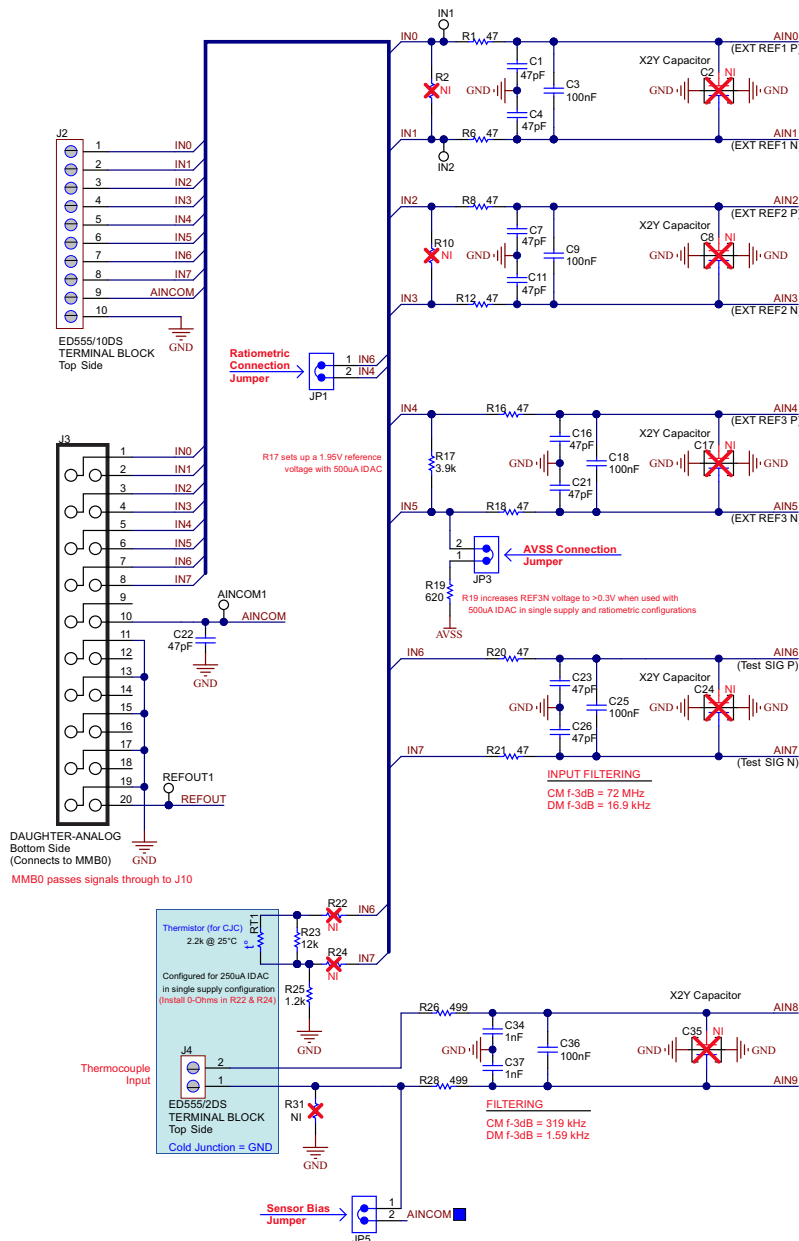 IN1
IN0
R1 47
AIN0
(EXT REF1 P)
C1
47pF
X2Y Capacitor
C2 NI
R2
NI
GND
C3
100nF
GND
GND
C4
47pF
IN1
R6 47
AIN1
(EXT REF1 N)
IN2
J2
1 IN0
2 IN1
3 IN2
4 IN3
5 IN4
6 IN5
7 IN6
8 IN7
9 AINCOM
10
GND
ED555/10DS
TERMINAL BLOCK
Top Side
IN2
R8 47
AIN2
(EXT REF2 P)
C7
47pF
X2Y Capacitor
C8 NI
R10
NI
GND
C9
100nF
GND
GND
C11
47pF
IN3
R12 47
AIN3
(EXT REF2 N)
Ratiometric
Connection
Jumper
1 IN6
2 IN4
JP1
IN4
R16 47
AIN4
(EXT REF3 P)
R17 sets up a 1.95V reference
voltage with 500uA IDAC
R17
3.9k
C16
47pF
GND
C18
100nF
X2Y Capacitor
C17 NI
GND
GND
C21
47pF
IN5
R18 47
AIN5
(EXT REF3 N)
2
1
JP3
AVSS Connection
Jumper
R19
620
AVSS
R19 increases REF3N voltage to >0.3V when used with
500uA IDAC in single supply and ratiometric configurations
J3
1 IN0
2 IN1
3 IN2
4 IN3
5 IN4
6 IN5
7 IN6
8 IN7
9
10 AINCOM
AINCOM1
11
12
13
14
15
16
17
18
19
20 REFOUT
REFOUT1
C22
47pF
GND
GND
DAUGHTER-ANALOG
Bottom Side
(Connects to MMB0)
MMB0 passes signals through to J10
IN6
R20 47
AIN6
(Test SIG P)
C23
47pF
GND
C25
100nF
X2Y Capacitor
C24 NI
GND
GND
C26
47pF
IN7
R21 47
AIN7
(Test SIG N)
INPUT FILTERING
CM f-3dB = 72 MHz
DM f-3dB = 16.9 kHz
R22
NI
IN6
Thermistor (for CJC)
2.2k @ 25°C
RT1
t°
R23
12k
R24
NI
IN7
Configured for 250uA IDAC
in single supply configuration
(Install 0-Ohms in R22 & R24)
R25
1.2k
GND
J4
2
1
Thermocouple
Input
ED555/2DS
TERMINAL BLOCK
Top Side
Cold Junction = GND
R31
NI
GND
R26 499
AIN8
C34
1nF
GND
C36
100nF
X2Y Capacitor
C35 NI
GND
GND
C37
1nF
R28 499
AIN9
FILTERING
CM f-3dB = 319 kHz
DM f-3dB = 1.59 kHz
Sensor Bias
Jumper
1
2 AINCOM
JP5